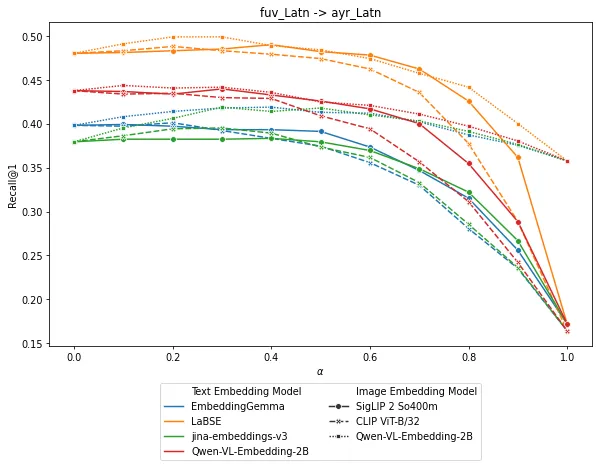 fuv_Latn -> ayr_Latn
Recall@1
0.50
0.45
0.40
0.35
0.30
0.25
0.20
0.15
0.0 0.2 0.4 0.6 0.8 1.0
α
Text Embedding Model
EmbeddingGemma
LaBSE
jina-embeddings-v3
Qwen-VL-Embedding-2B
Image Embedding Model
SigLIP 2 So400m
CLIP ViT-B/32
Qwen-VL-Embedding-2B